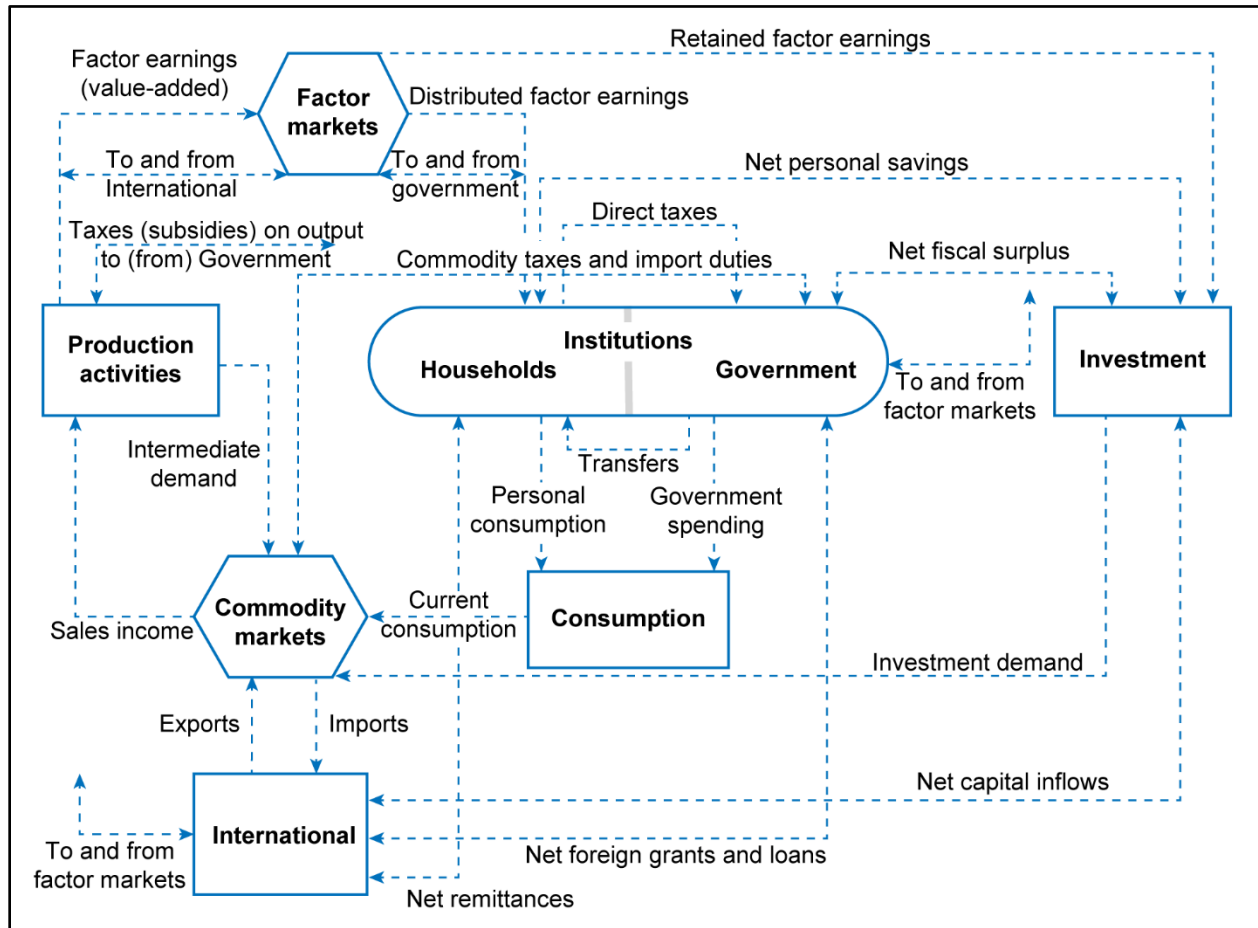 Retained factor earnings
Factor earnings
(value-added)
Factor
markets
Distributed factor earnings
To and from
International
To and from
government
Net personal savings
Direct taxes
Taxes (subsidies) on output
to (from) Government
Commodity taxes and import duties
Net fiscal surplus
Production
activities
Institutions
Households
Government
Investment
To and from
factor markets
Intermediate
demand
Transfers
Personal
consumption
Government
spending
Commodity
markets
Current
consumption
Consumption
Sales income
Investment demand
Exports
Imports
Net capital inflows
International
To and from
factor markets
Net foreign grants and loans
Net remittances